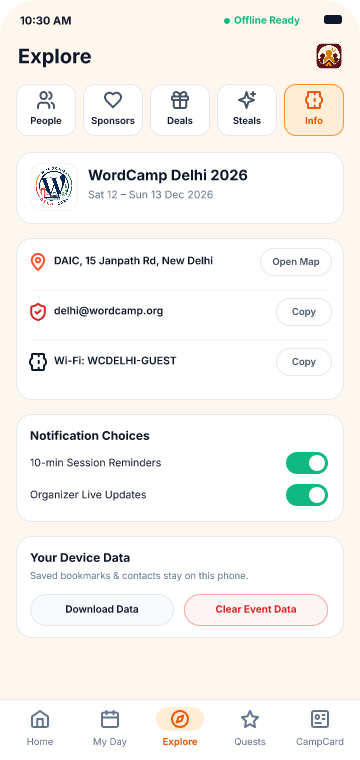 10:30 AM
Offline Ready
Explore
People
Sponsors
Deals
Steals
Info
WordCamp Delhi 2026
Sat 12 – Sun 13 Dec 2026
DAIC, 15 Janpath Rd, New Delhi
Open Map
delhi@wordcamp.org
Copy
Wi-Fi: WCDELHI-GUEST
Copy
Notification Choices
10-min Session Reminders
Organizer Live Updates
Your Device Data
Saved bookmarks & contacts stay on this phone.
Download Data
Clear Event Data
Home
My Day
Explore
Quests
CampCard